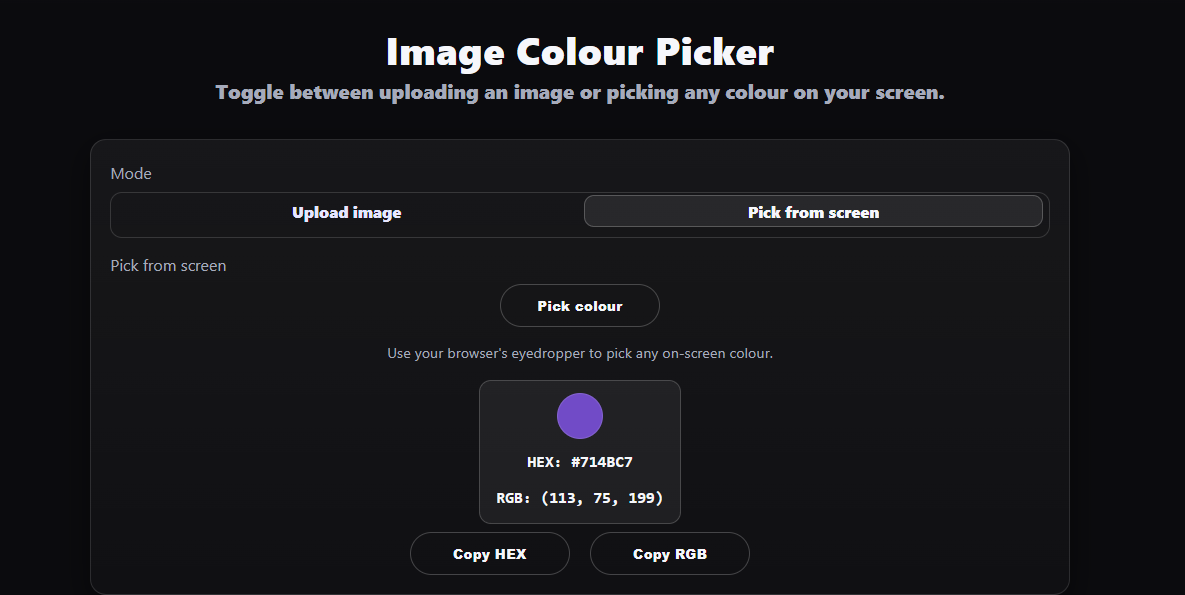 Image Colour Picker
Toggle between uploading an image or picking any colour on your screen.
Mode
Upload image
Pick from screen
Pick from screen
Pick colour
Use your browser's eyedropper to pick any on-screen colour.
HEX: #714BC7
RGB: (113, 75, 199)
Copy HEX
Copy RGB